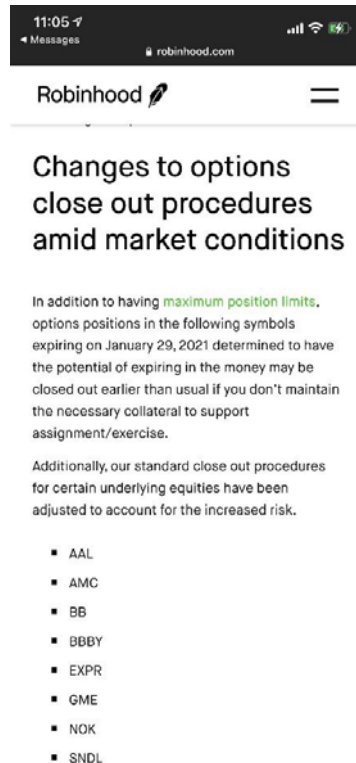 11:05
◄ Messages
robinhood.com
Robinhood
Changes to options
close out procedures
amid market conditions
In addition to having maximum position limits,
options positions in the following symbols
expiring on January 29, 2021 determined to have
the potential of expiring in the money may be
closed out earlier than usual if you don't maintain
the necessary collateral to support
assignment/exercise.
Additionally, our standard close out procedures
for certain underlying equities have been
adjusted to account for the increased risk.
▪ AAL
▪ AMC
▪ BB
▪ BBBY
▪ EXPR
▪ GME
▪ NOK
▪ SNDL